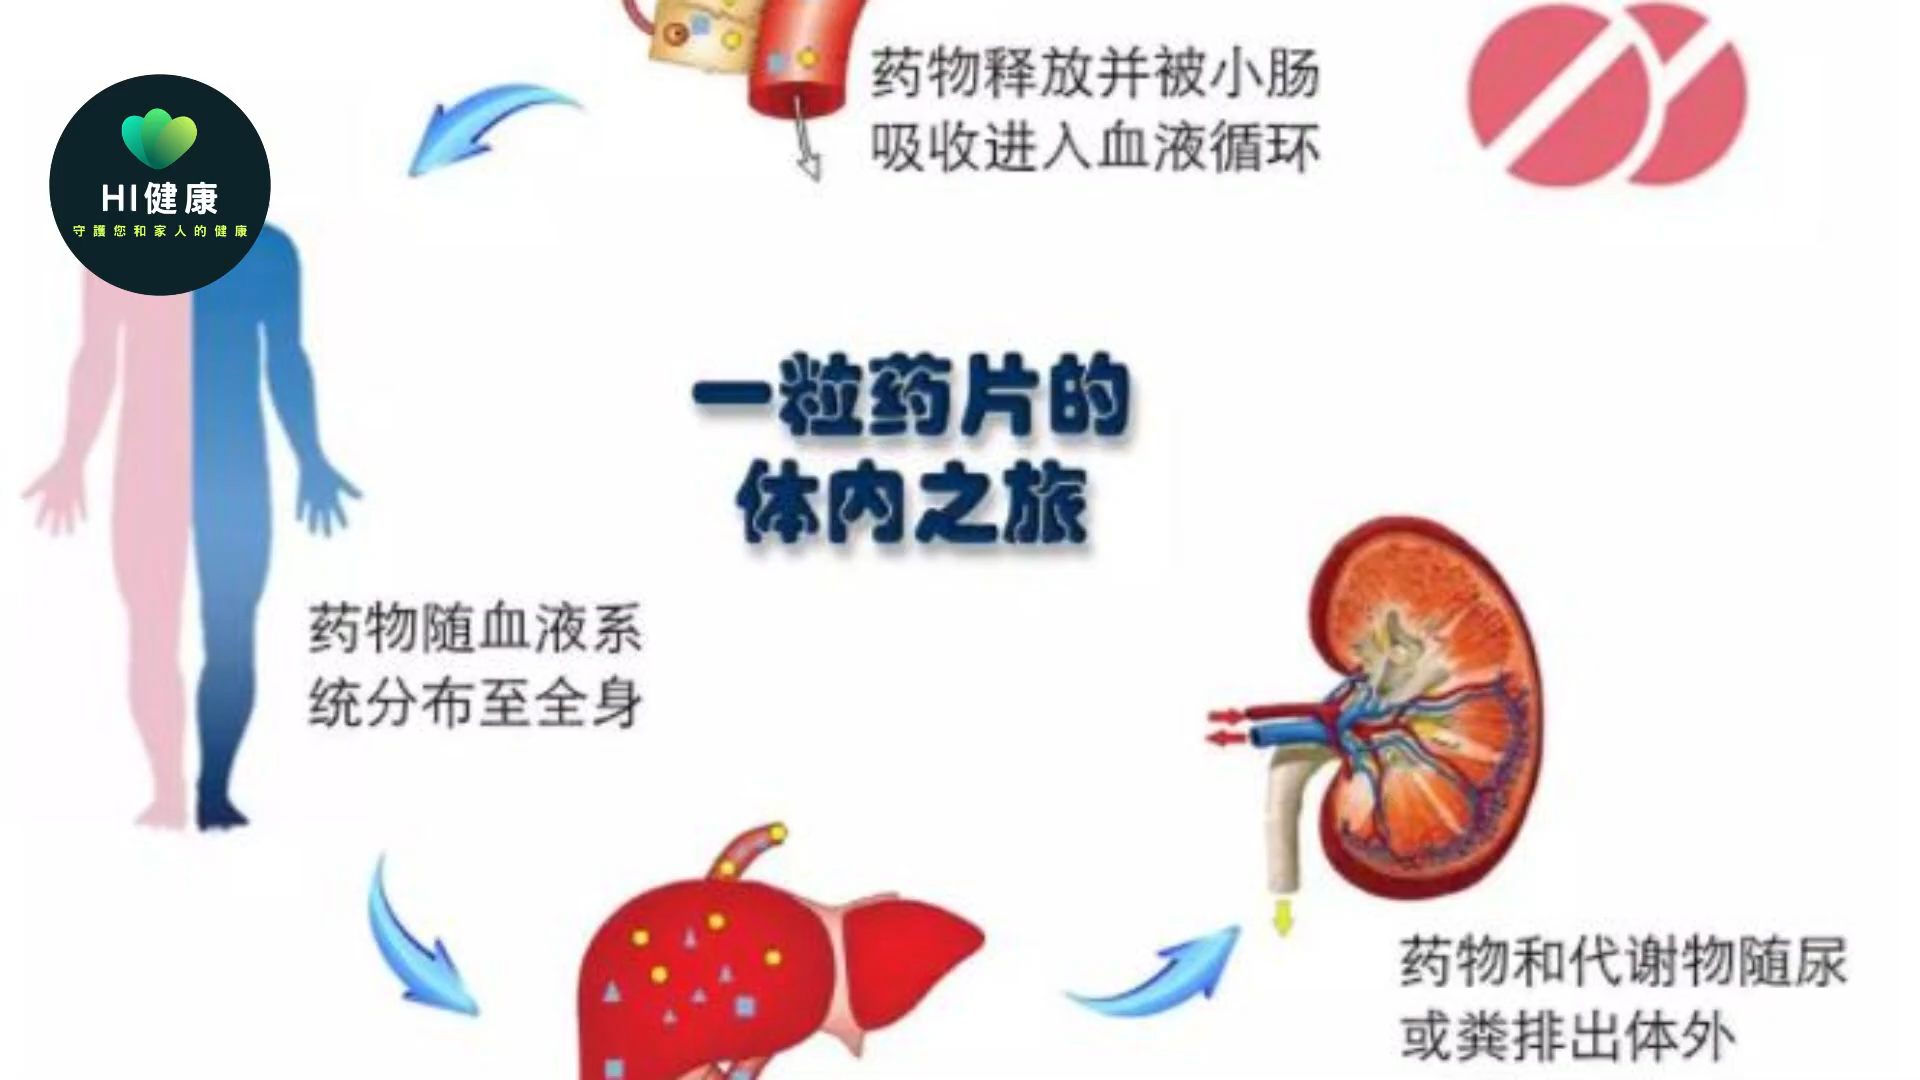 药物释放并被小肠
吸收进入血液循环
HI健康
守護您和家人的健康
一粒药片的
体内之旅
药物随血液系
统分布至全身
药物和代谢物随尿
或粪排出体外